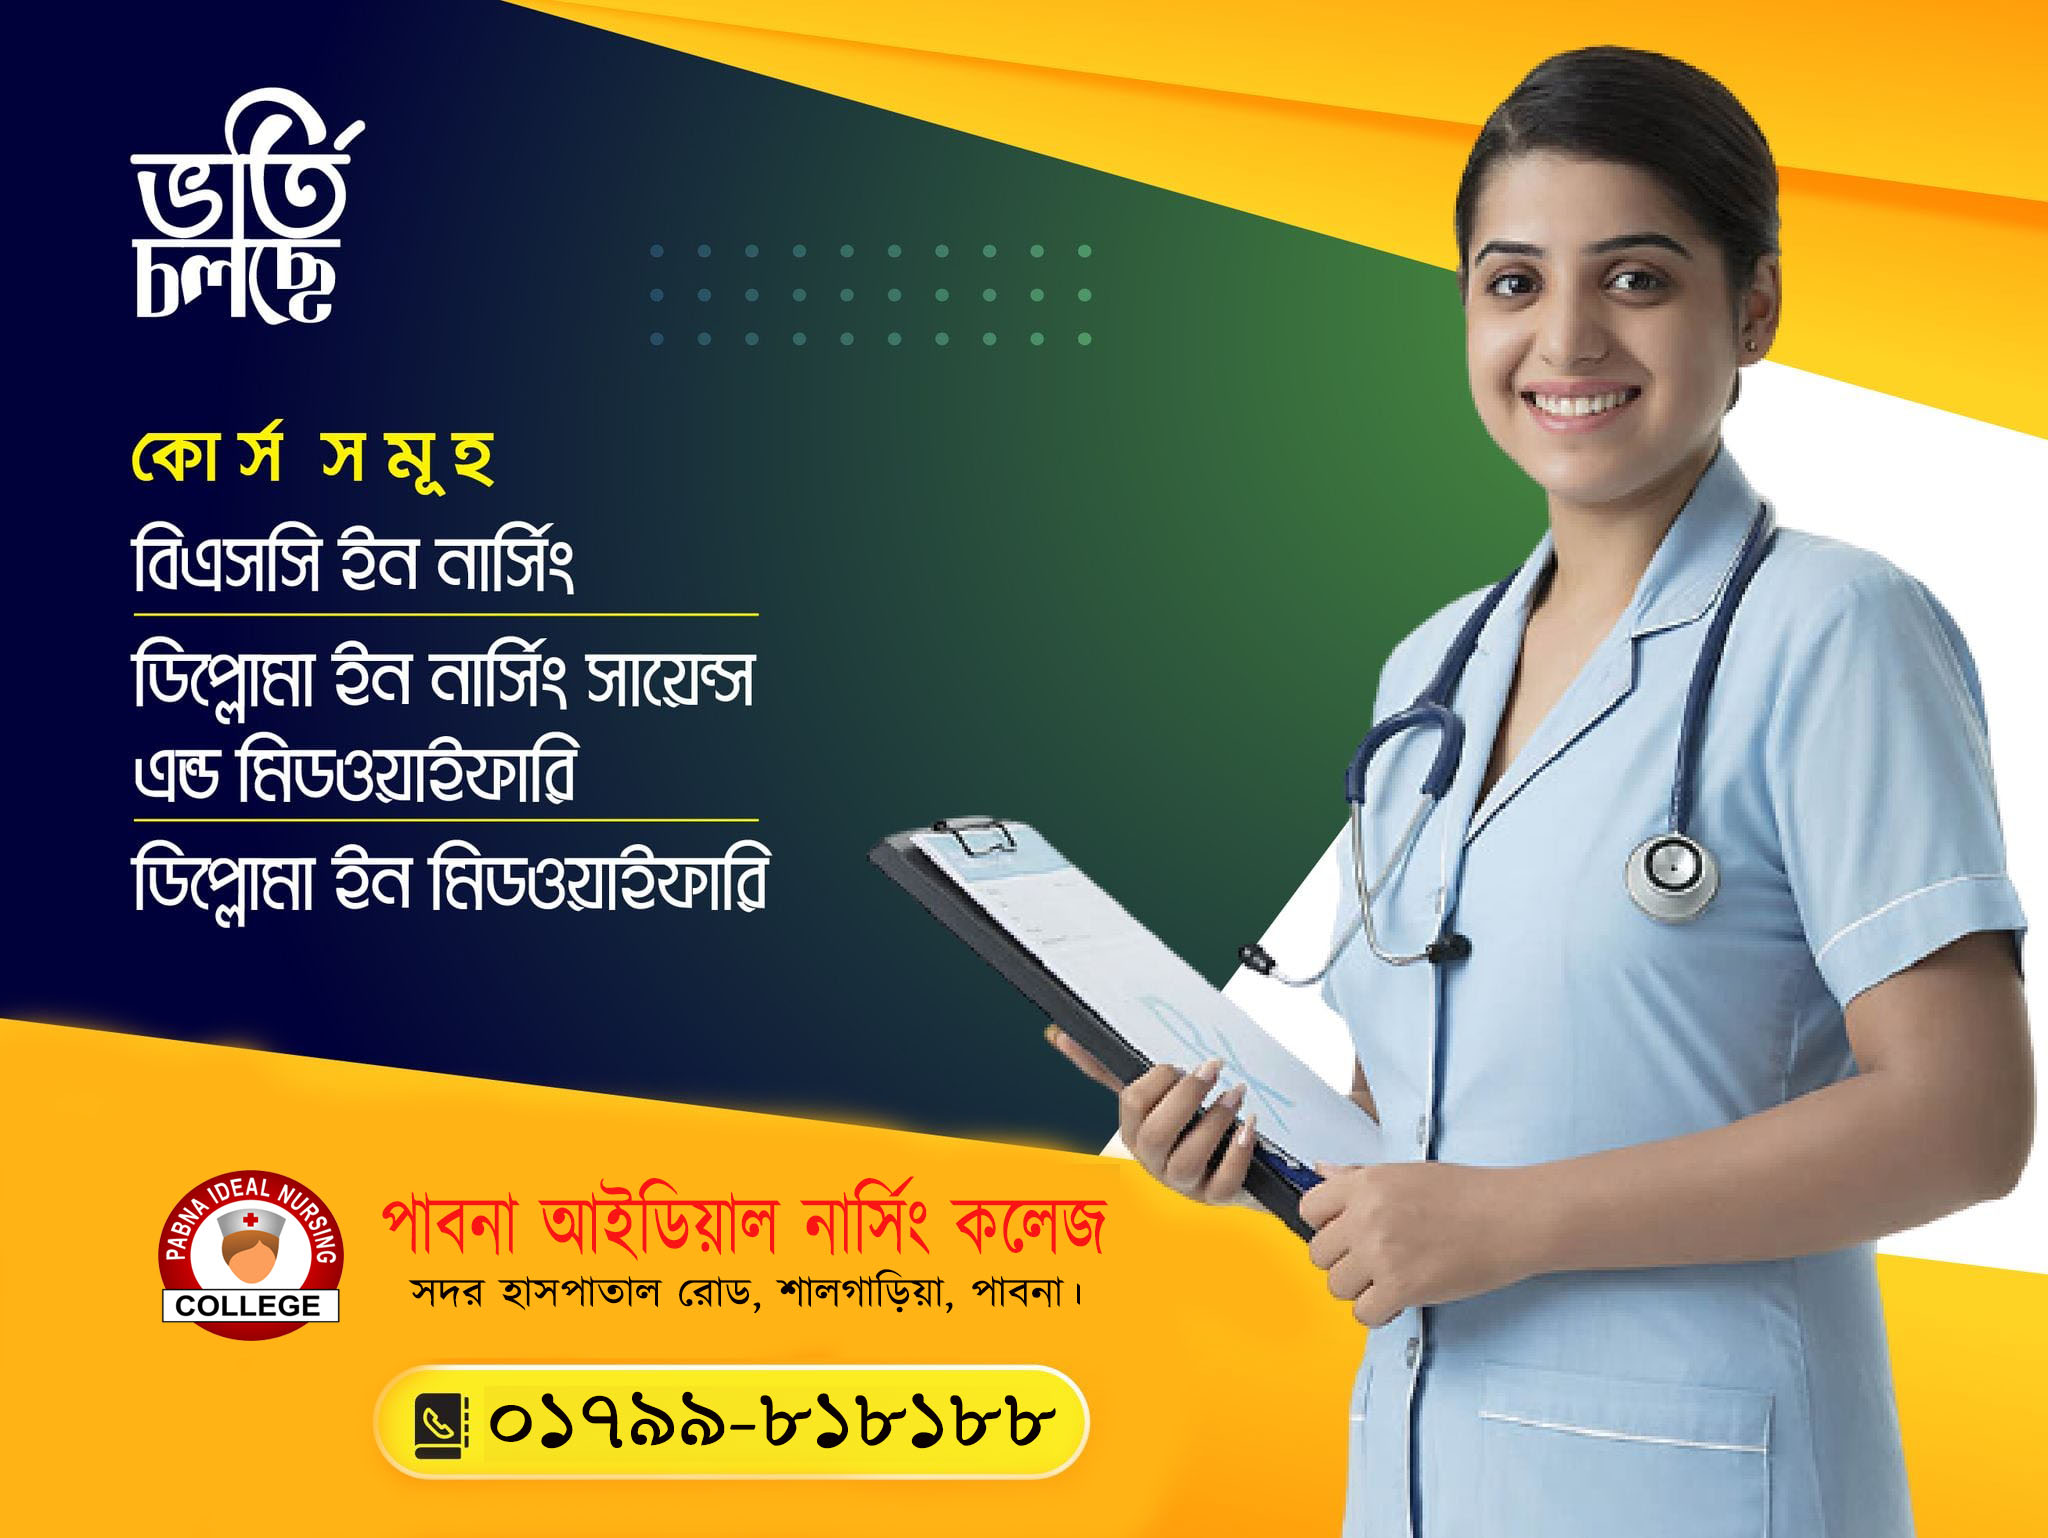 ভর্তি
চলছে
কোর্স সমূহ
বিএসসি ইন নার্সিং
ডিপ্লোমা ইন নার্সিং সায়েন্স
এন্ড মিডওয়াইফারি
ডিপ্লোমা ইন মিডওয়াইফারি
PABNA IDEAL NURSING
COLLEGE
পাবনা আইডিয়াল নার্সিং কলেজ
সদর হাসপাতাল রোড, শালগাড়িয়া, পাবনা।
০১৭৯৯-৮১৮১৮৮